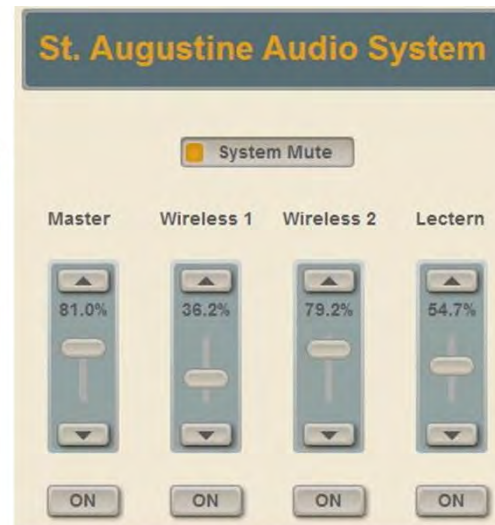 St. Augustine Audio System
System Mute
Master Wireless 1 Wireless 2 Lectern
81.0% 36.2% 79.2% 54.7%
ON ON ON ON